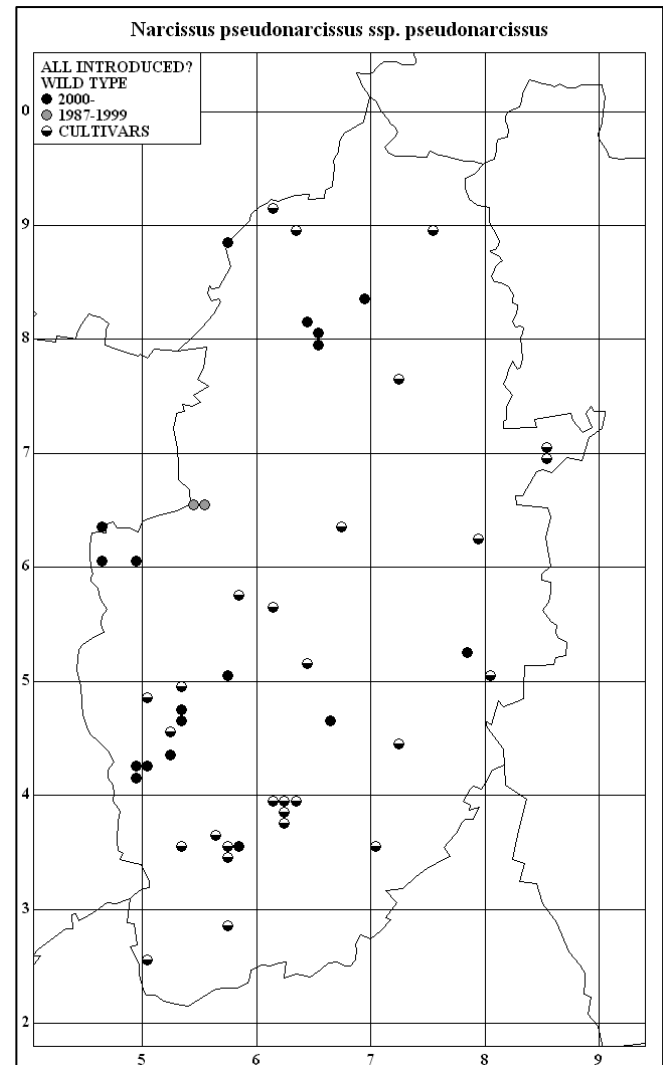 Narcissus pseudonarcissus ssp. pseudonarcissus
ALL INTRODUCED?
WILD TYPE
2000-
1987-1999
CULTIVARS
0
9
8
7
6
5
4
3
2
5 6 7 8 9